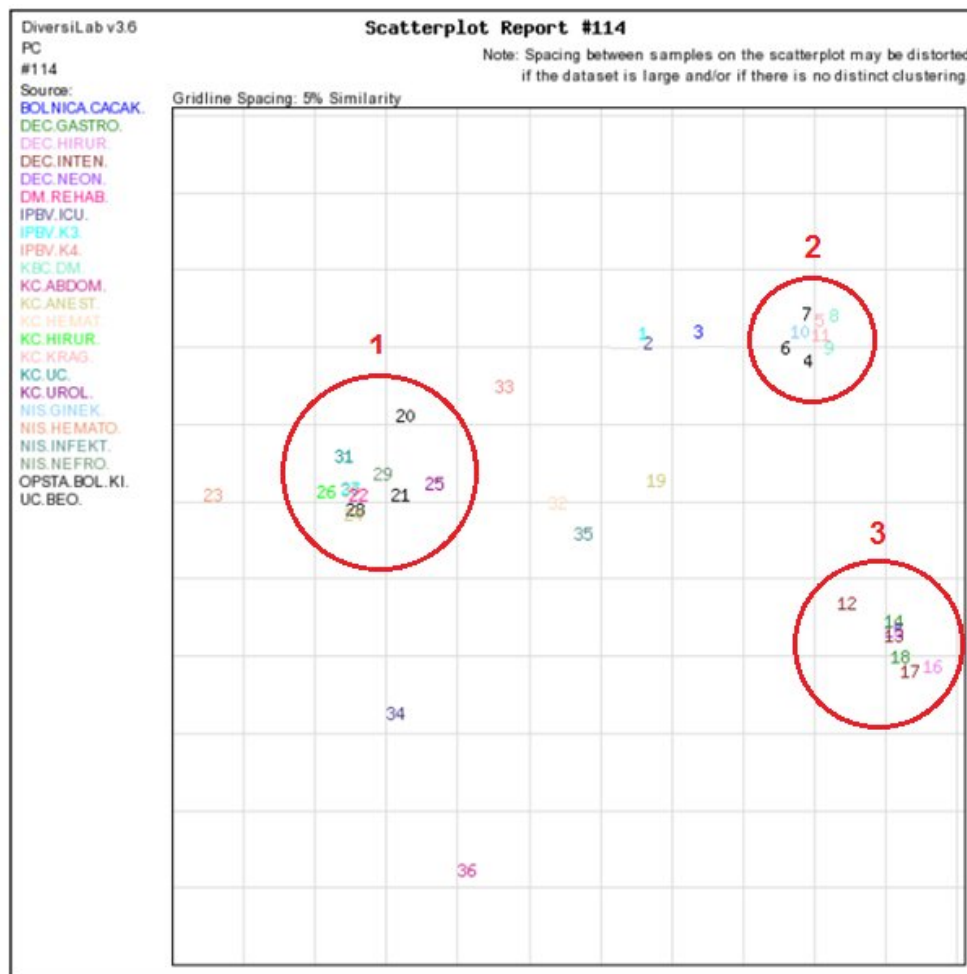 DiversiLab v3.6
PC
#114
Scatterplot Report #114
Note: Spacing between samples on the scatterplot may be distorted
if the dataset is large and/or if there is no distinct clustering.
Source:
BOLNICA.CACAK.
DEC.GASTRO.
DEC.HIRUR.
DEC.INTEN.
DEC.NEON.
DM.REHAB.
IPBV.ICU.
IPBV.K3.
IPBV.K4.
KBC.DM.
KC.ABDOM.
KC.ANEST.
KC.HEMAT.
KC.HIRUR.
KC.KRAG.
KC.UC.
KC.UROL.
NIS.GINEK.
NIS.HEMATO.
NIS.INFEKT.
NIS.NEFRO.
OPSTA.BOL.KI.
UC.BEO.
Gridline Spacing: 5% Similarity
2
7
5 8
1 3 10 11
2 6 9
4
1
33
20
31
29 19
25
26 22 21
23 32
28
35
3
12
14
13
18
17 16
34
36